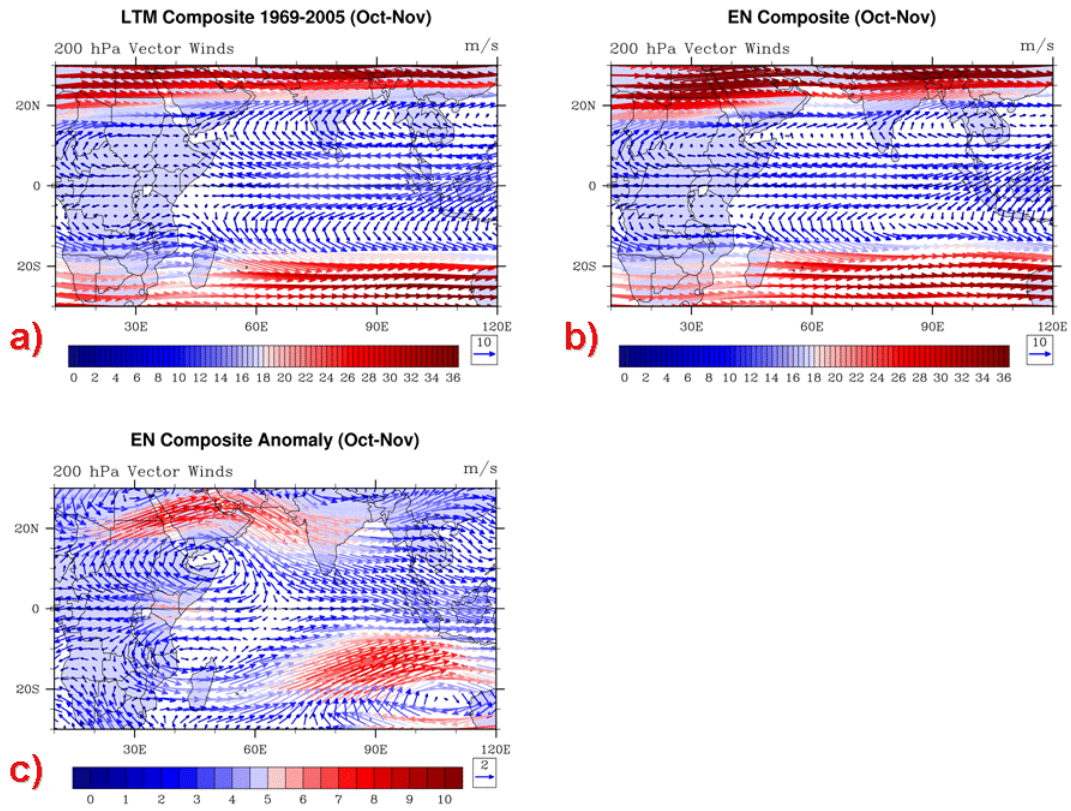 LTM Composite 1969-2005 (Oct-Nov)
200 hPa Vector Winds m/s
20N
0
20S
30E 60E 90E 120E
a)
10
0 2 4 6 8 10 12 14 16 18 20 22 24 26 28 30 32 34 36
EN Composite (Oct-Nov)
200 hPa Vector Winds m/s
20N
0
20S
30E 60E 90E 120E
b)
10
0 2 4 6 8 10 12 14 16 18 20 22 24 26 28 30 32 34 36
EN Composite Anomaly (Oct-Nov)
200 hPa Vector Winds m/s
20N
0
20S
30E 60E 90E 120E
c)
2
0 1 2 3 4 5 6 7 8 9 10